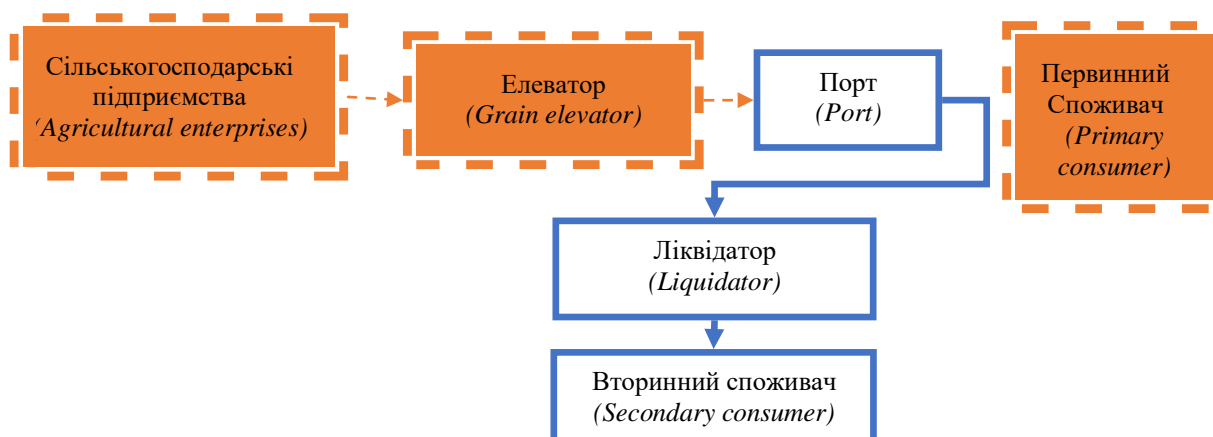 Сільськогосподарські
підприємства
(Agricultural enterprises)
Елеватор
(Grain elevator)
Порт
(Port)
Первинний
Споживач
(Primary
consumer)
Ліквідатор
(Liquidator)
Вторинний споживач
(Secondary consumer)